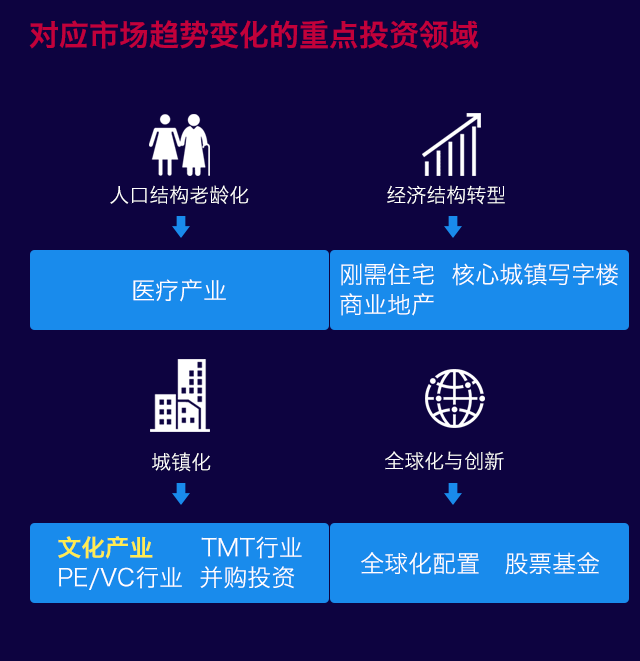 对应市场趋势变化的重点投资领域
人口结构老龄化
经济结构转型
医疗产业
刚需住宅 核心城镇写字楼
商业地产
城镇化
全球化与创新
文化产业 TMT行业
PE/VC行业 并购投资
全球化配置 股票基金